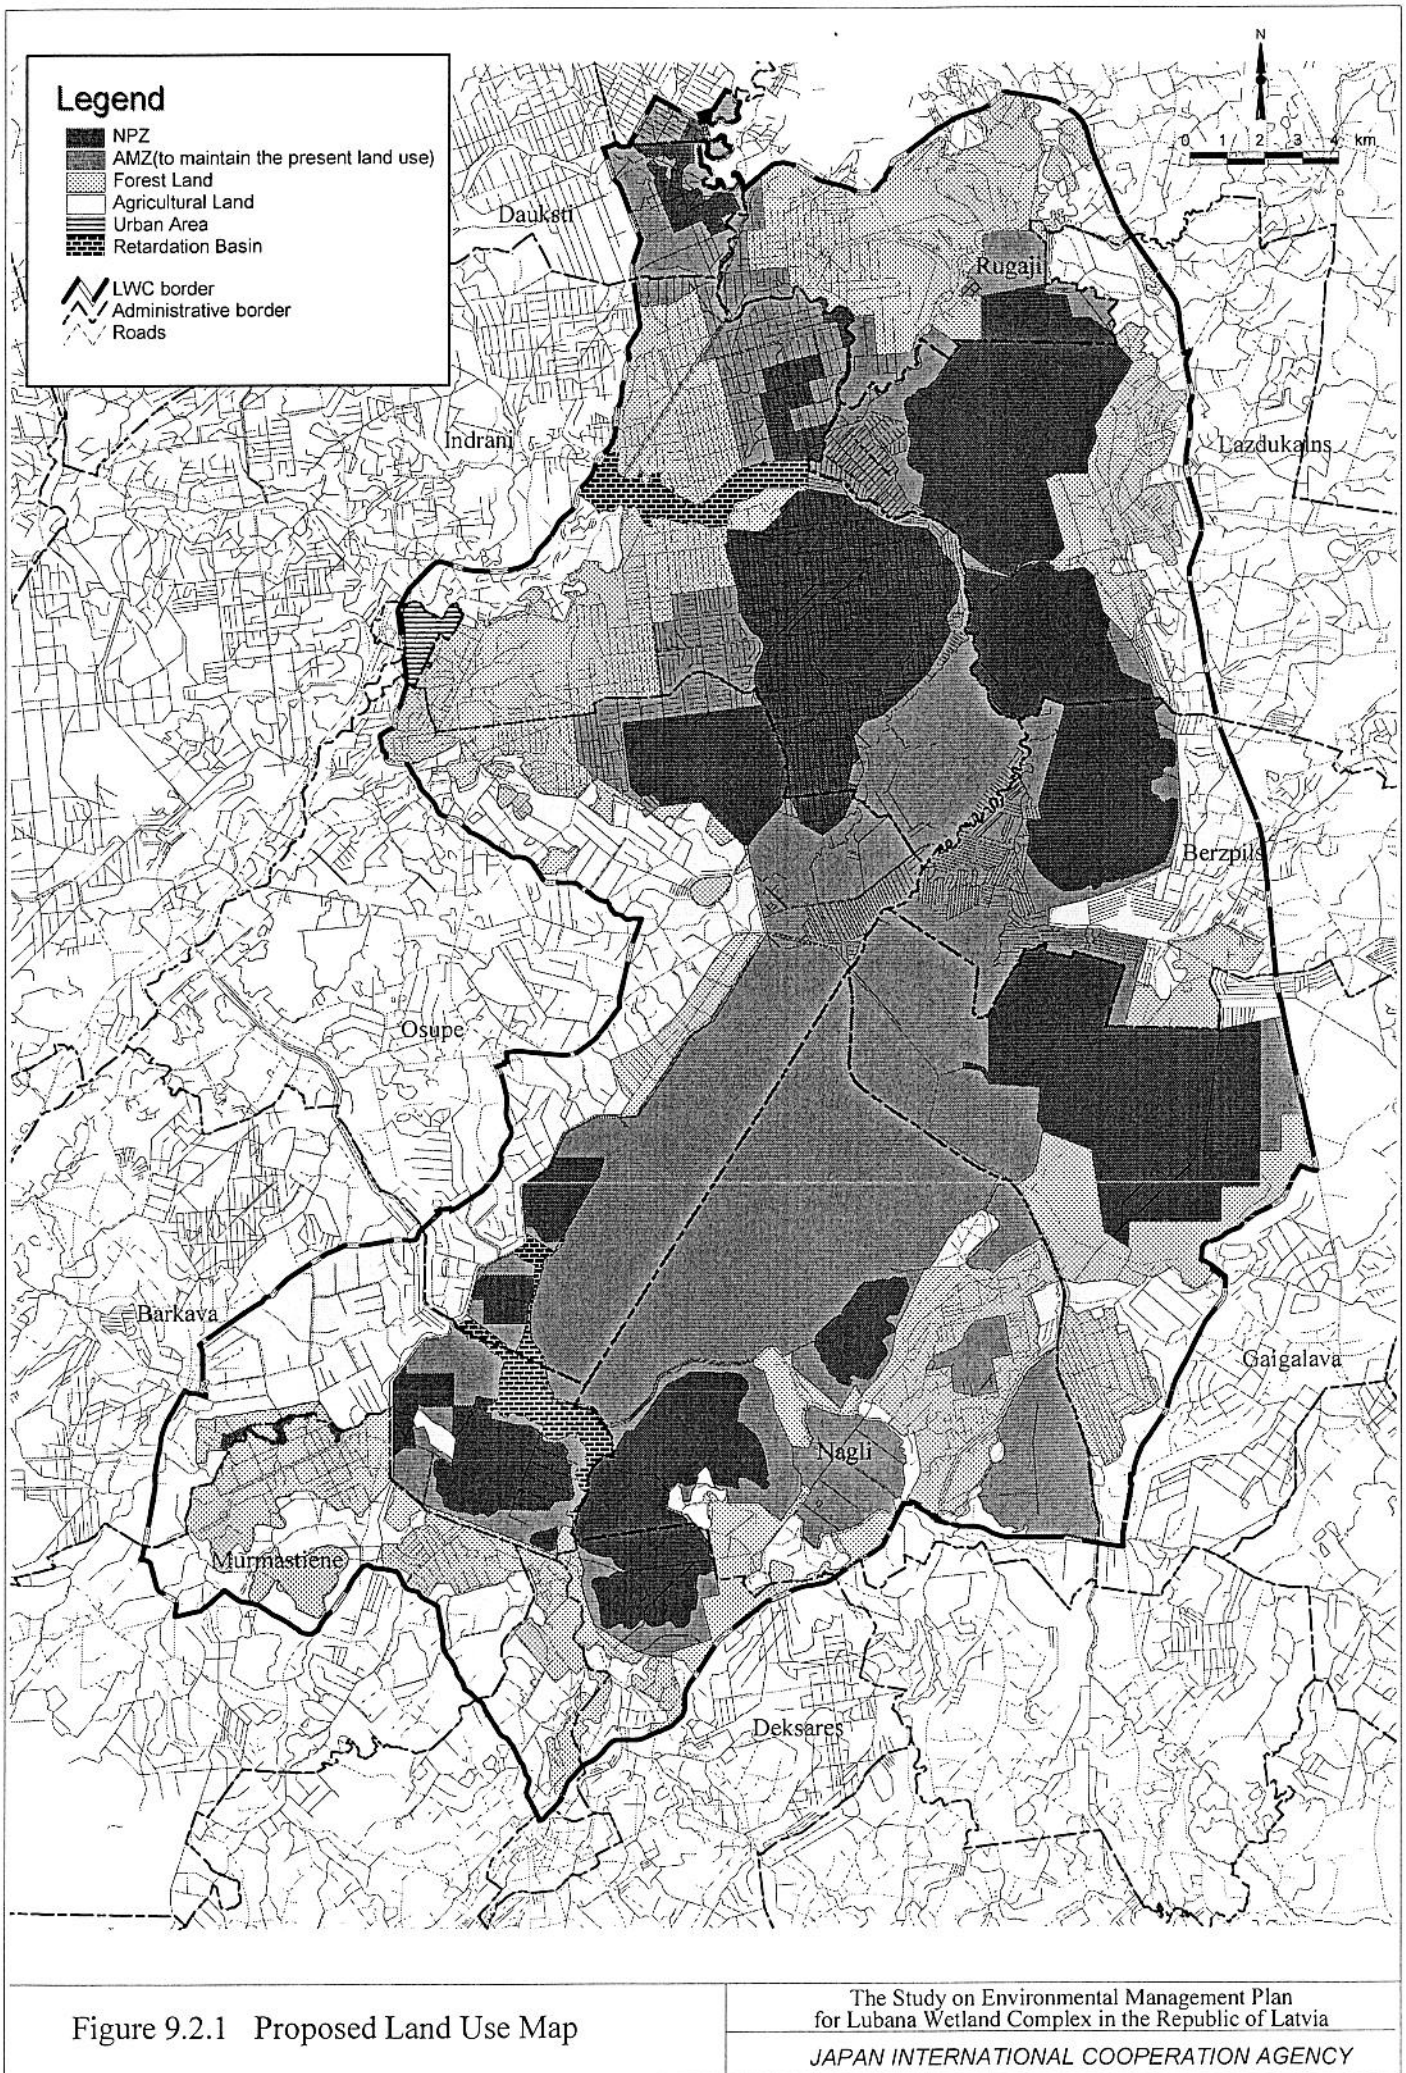 Legend
NPZ
AMZ(to maintain the present land use)
Forest Land
Agricultural Land
Urban Area
Retardation Basin
LWC border
Administrative border
Roads
N
0 1 2 3 4 km
Dauksti
Rugaji
Indrani
Lazdukalns
Berzpils
Osupe
Barkava
Gaigalava
Nagli
Murmastiene
Deksares
Figure 9.2.1 Proposed Land Use Map
The Study on Environmental Management Plan
for Lubana Wetland Complex in the Republic of Latvia
JAPAN INTERNATIONAL COOPERATION AGENCY